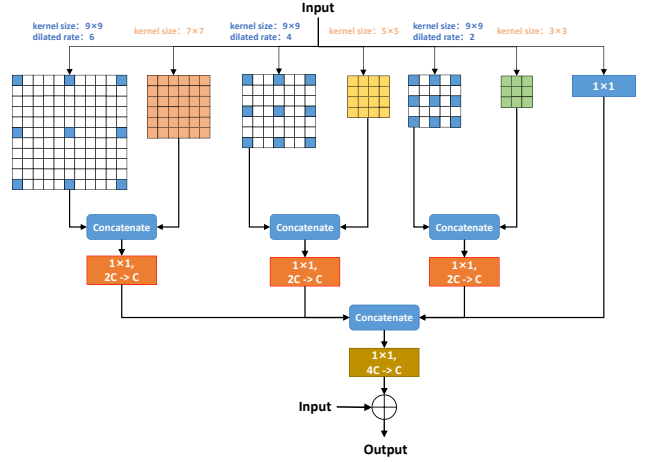 Input
kernel size: 9×9
dilated rate: 6
kernel size: 7×7
kernel size: 9×9
dilated rate: 4
kernel size: 5×5
kernel size: 9×9
dilated rate: 2
kernel size: 3×3
1×1
Concatenate
Concatenate
Concatenate
1×1,
2C -> C
1×1,
2C -> C
1×1,
2C -> C
Concatenate
1×1,
4C -> C
Input
Output